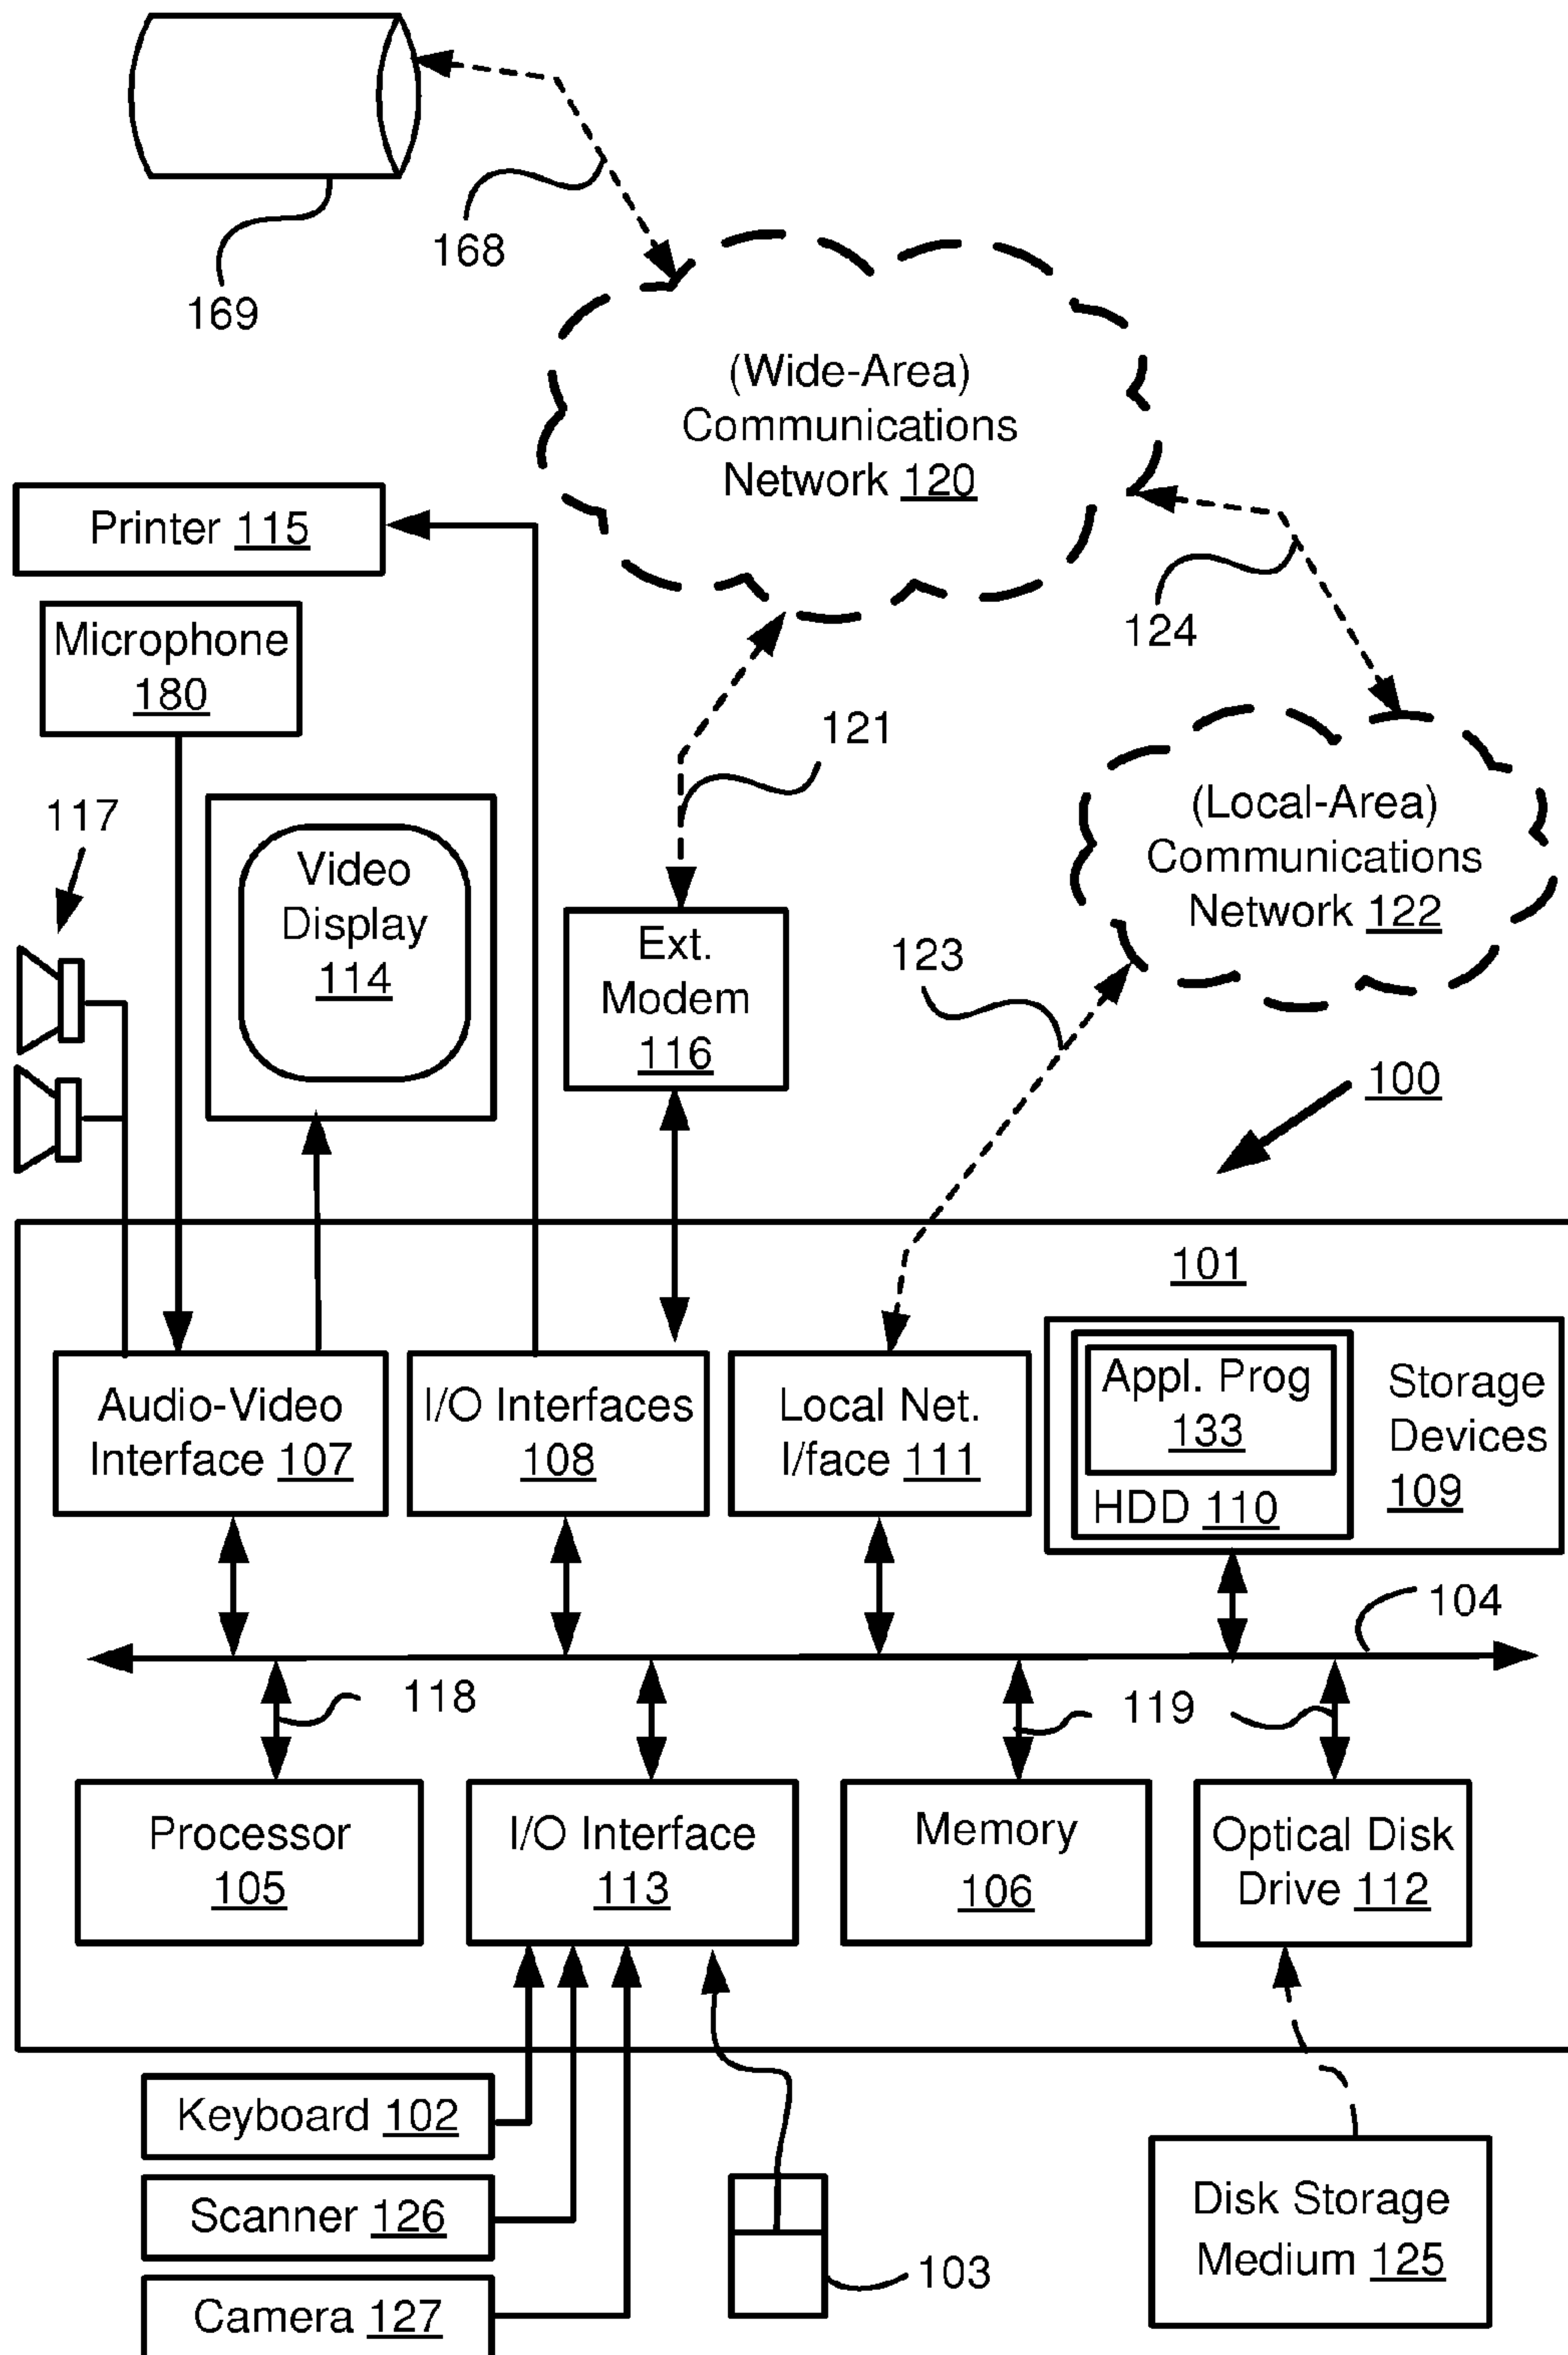 168
169
(Wide-Area)
Communications
Network 120
Printer 115
124
Microphone
180
121
117
(Local-Area)
Communications
Network 122
Video
Display
114
Ext.
Modem
116
123
100
101
Audio-Video
Interface 107
I/O Interfaces
108
Local Net.
I/face 111
Appl. Prog
133
HDD 110
Storage
Devices
109
104
118
119
Processor
105
I/O Interface
113
Memory
106
Optical Disk
Drive 112
Keyboard 102
Scanner 126
Camera 127
103
Disk Storage
Medium 125